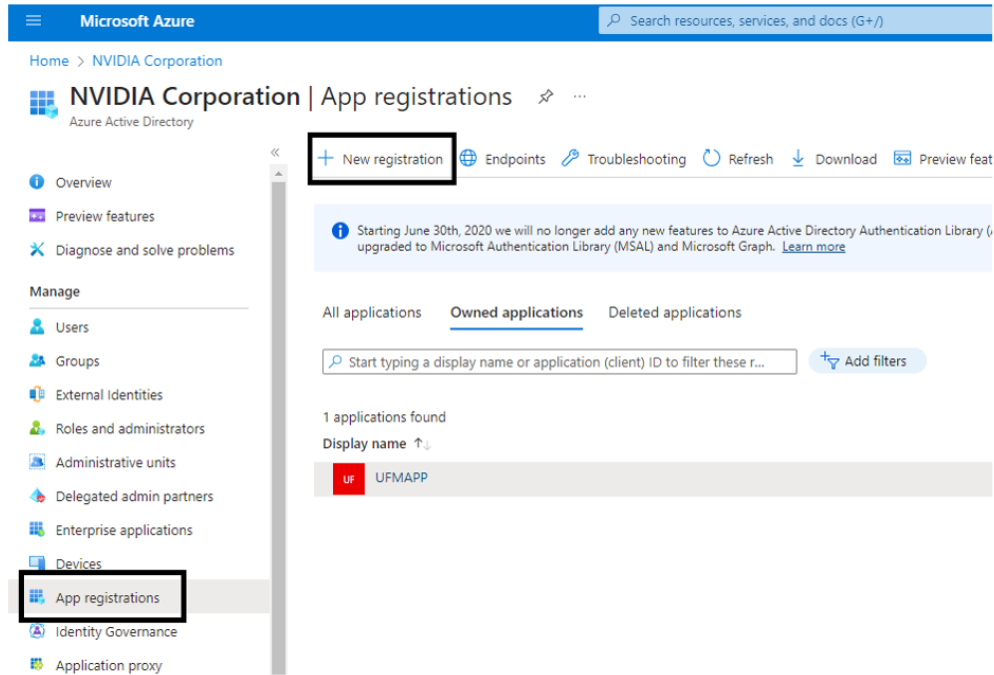 Microsoft Azure
Search resources, services, and docs (G+/)
Home > NVIDIA Corporation
NVIDIA Corporation | App registrations
Azure Active Directory
New registration Endpoints Troubleshooting Refresh Download Preview feat
Overview
Preview features
Diagnose and solve problems
Manage
Users
Groups
External Identities
Roles and administrators
Administrative units
Delegated admin partners
Enterprise applications
Devices
App registrations
Identity Governance
Application proxy
Starting June 30th, 2020 we will no longer add any new features to Azure Active Directory Authentication Library (
upgraded to Microsoft Authentication Library (MSAL) and Microsoft Graph. Learn more
All applications Owned applications Deleted applications
Start typing a display name or application (client) ID to filter these r...
Add filters
1 applications found
Display name
UF UFMAPP